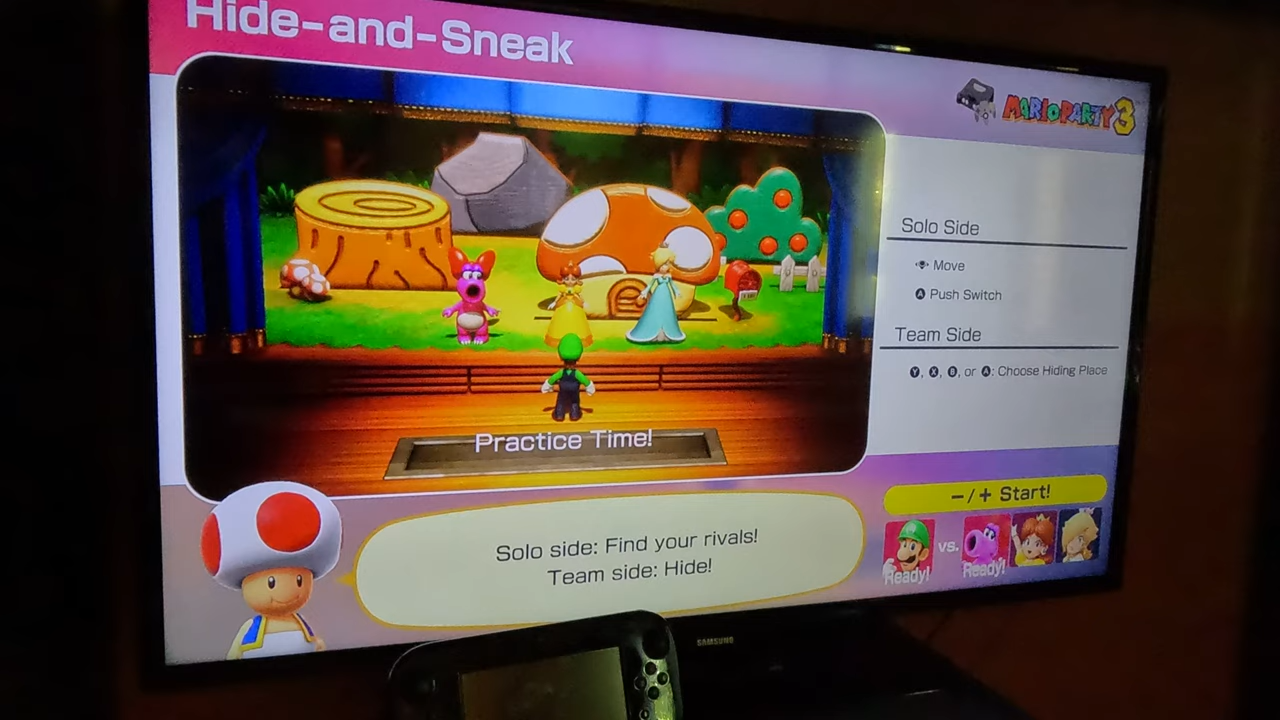 Hide-and-Sneak
MARIO PARTY 3
Solo Side
Move
A Push Switch
Team Side
Y, X, B, or A: Choose Hiding Place
Practice Time!
−/+ Start!
vs.
Ready!
Ready!
Solo side: Find your rivals!
Team side: Hide!
SAMSUNG